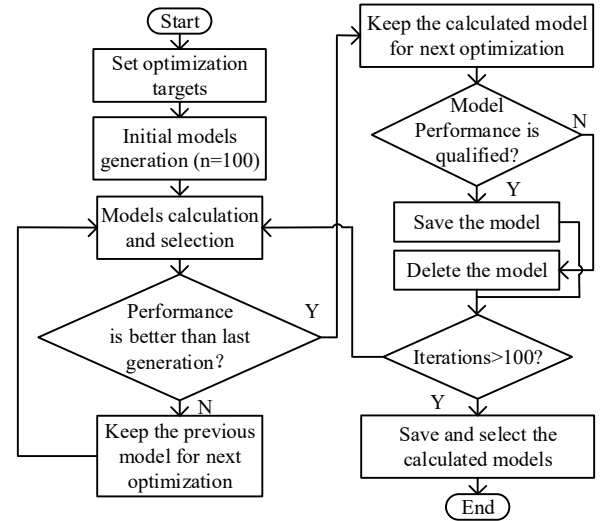 Start
Set optimization
targets
Initial models
generation (n=100)
Models calculation
and selection
Performance
is better than last
generation?
Y
N
Keep the previous
model for next
optimization
Keep the calculated model
for next optimization
Model
Performance is
qualified?
N
Y
Save the model
Delete the model
Iterations>100?
Y
Save and select the
calculated models
End